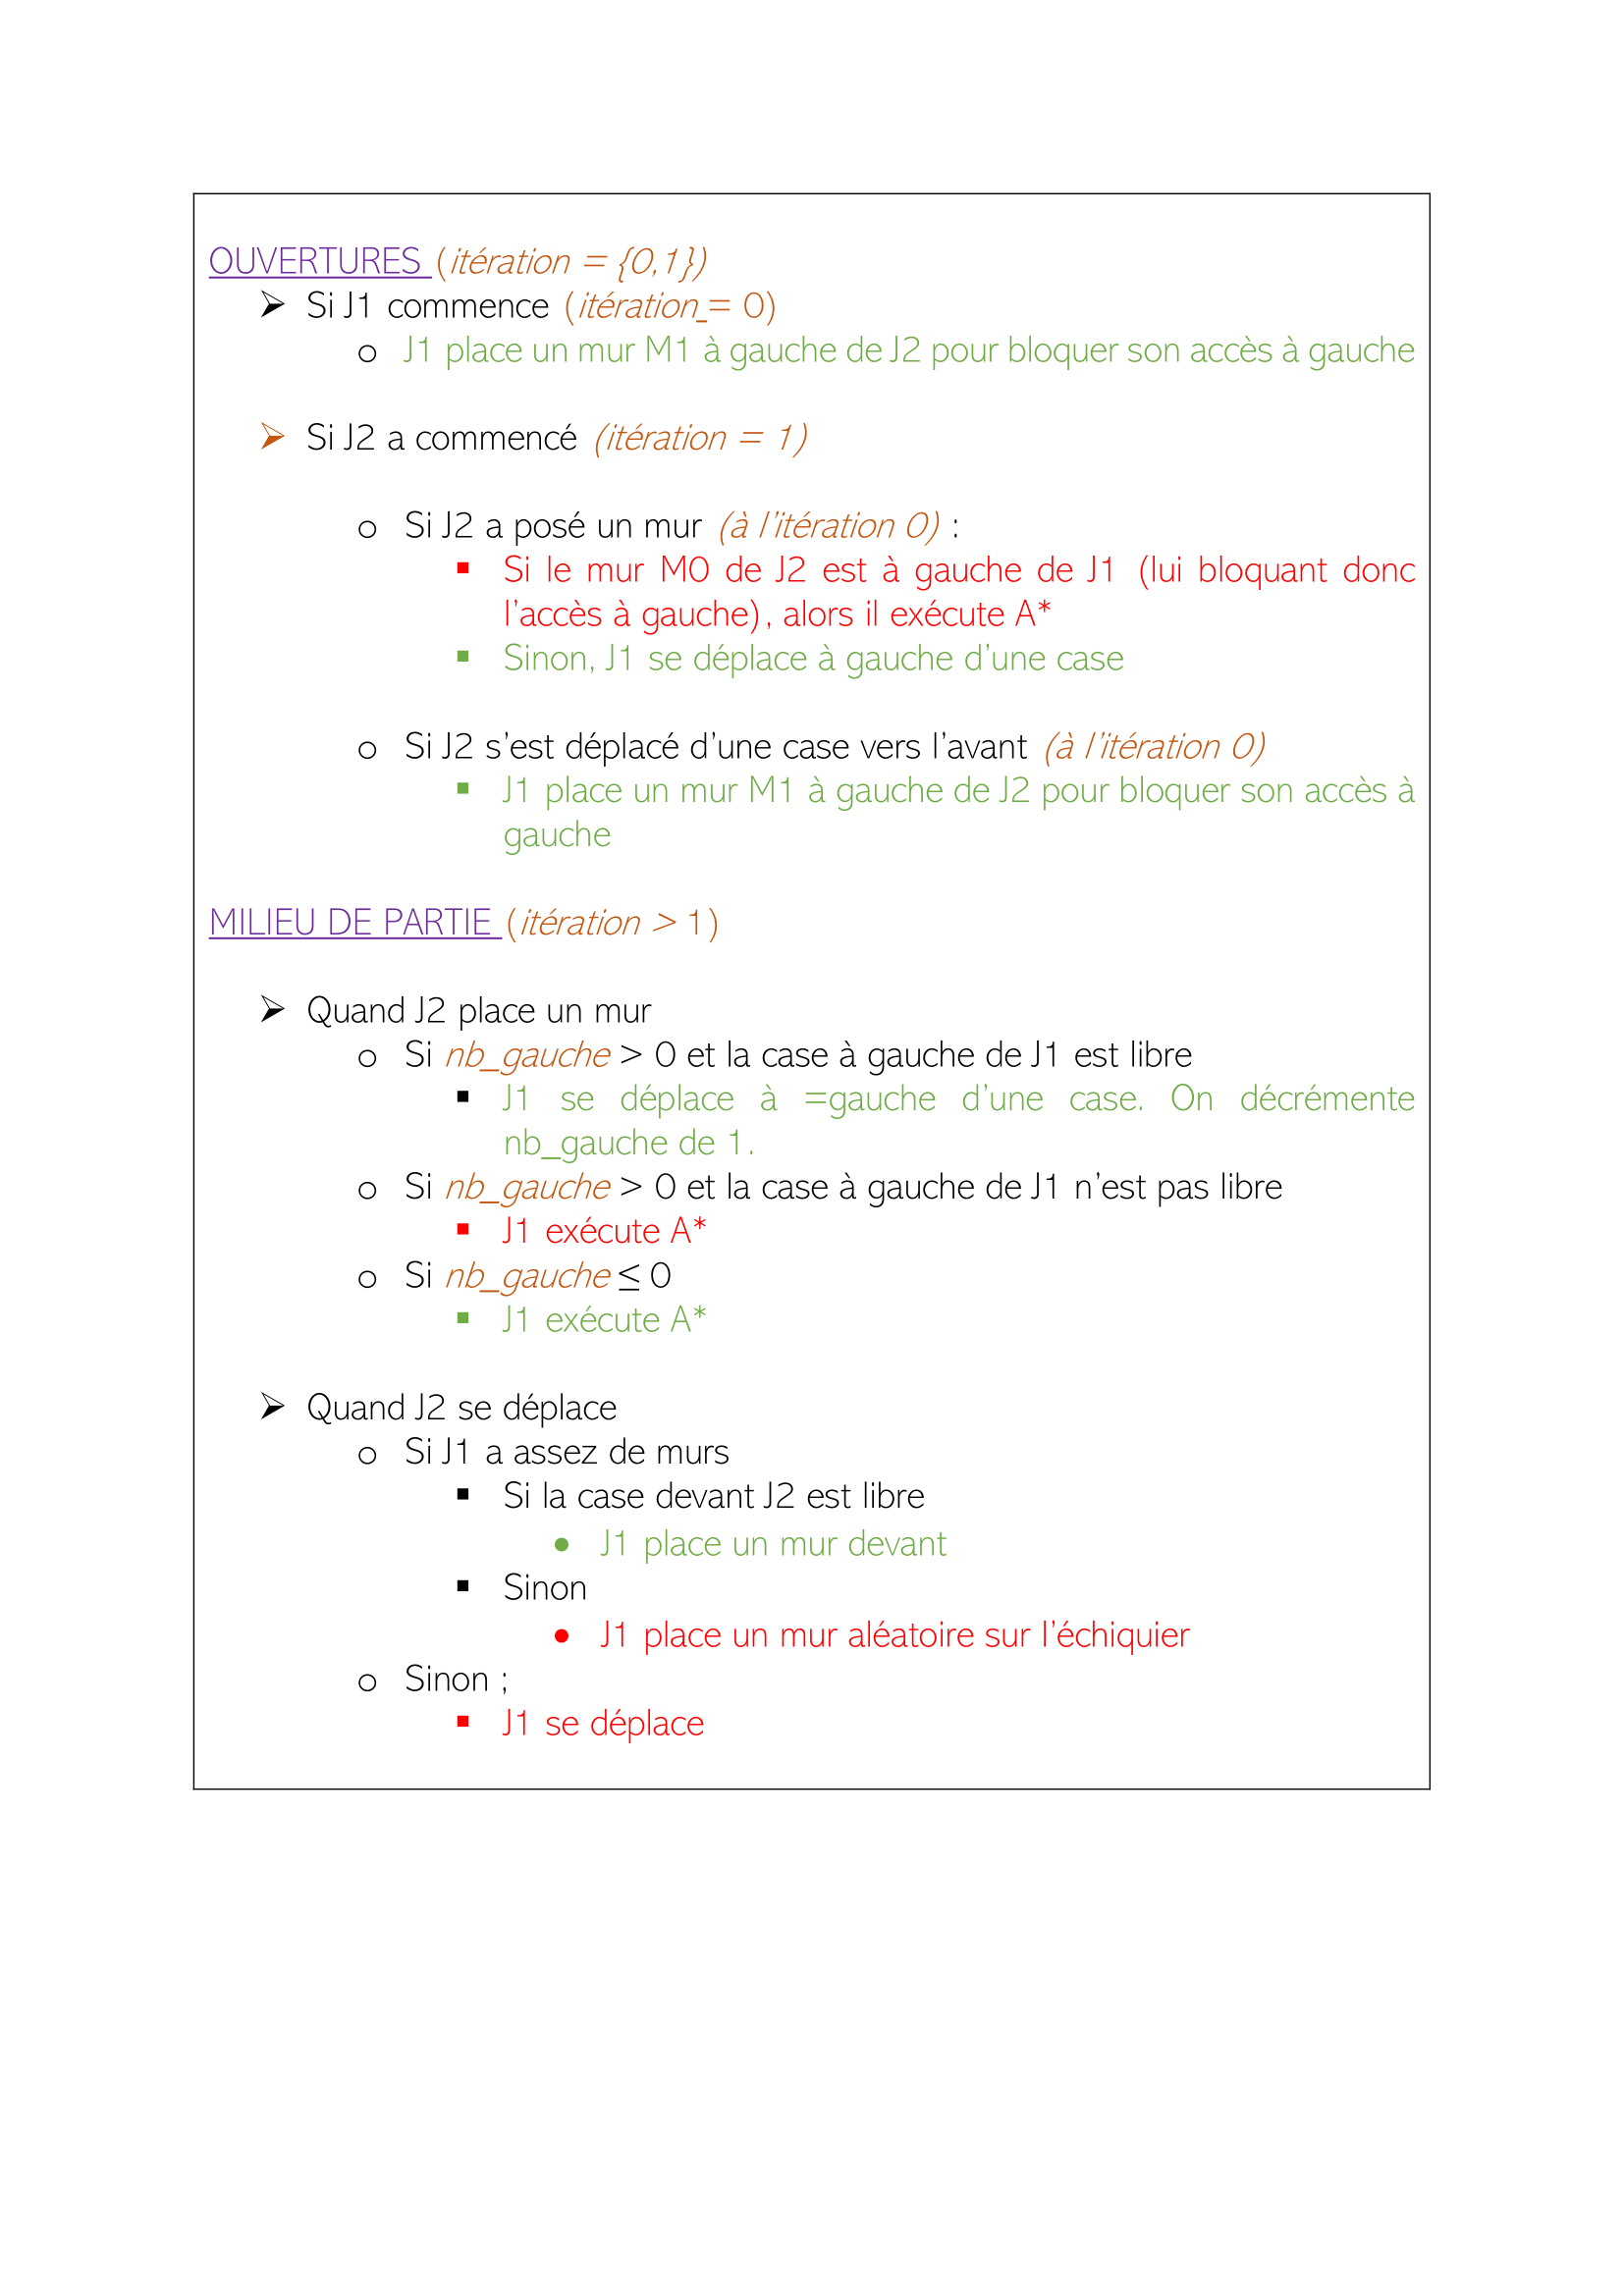 OUVERTURES (itération = {0,1})
➢ Si J1 commence (itération = 0)
o J1 place un mur M1 à gauche de J2 pour bloquer son accès à gauche
➢ Si J2 a commencé (itération = 1)
o Si J2 a posé un mur (à l'itération 0) :
▪ Si le mur M0 de J2 est à gauche de J1 (lui bloquant donc
l'accès à gauche), alors il exécute A*
▪ Sinon, J1 se déplace à gauche d'une case
o Si J2 s'est déplacé d'une case vers l'avant (à l'itération 0)
▪ J1 place un mur M1 à gauche de J2 pour bloquer son accès à
gauche
MILIEU DE PARTIE (itération > 1)
➢ Quand J2 place un mur
o Si nb_gauche > 0 et la case à gauche de J1 est libre
▪ J1 se déplace à =gauche d'une case. On décrémente
nb_gauche de 1.
o Si nb_gauche > 0 et la case à gauche de J1 n'est pas libre
▪ J1 exécute A*
o Si nb_gauche ≤ 0
▪ J1 exécute A*
➢ Quand J2 se déplace
o Si J1 a assez de murs
▪ Si la case devant J2 est libre
• J1 place un mur devant
▪ Sinon
• J1 place un mur aléatoire sur l'échiquier
o Sinon ;
▪ J1 se déplace